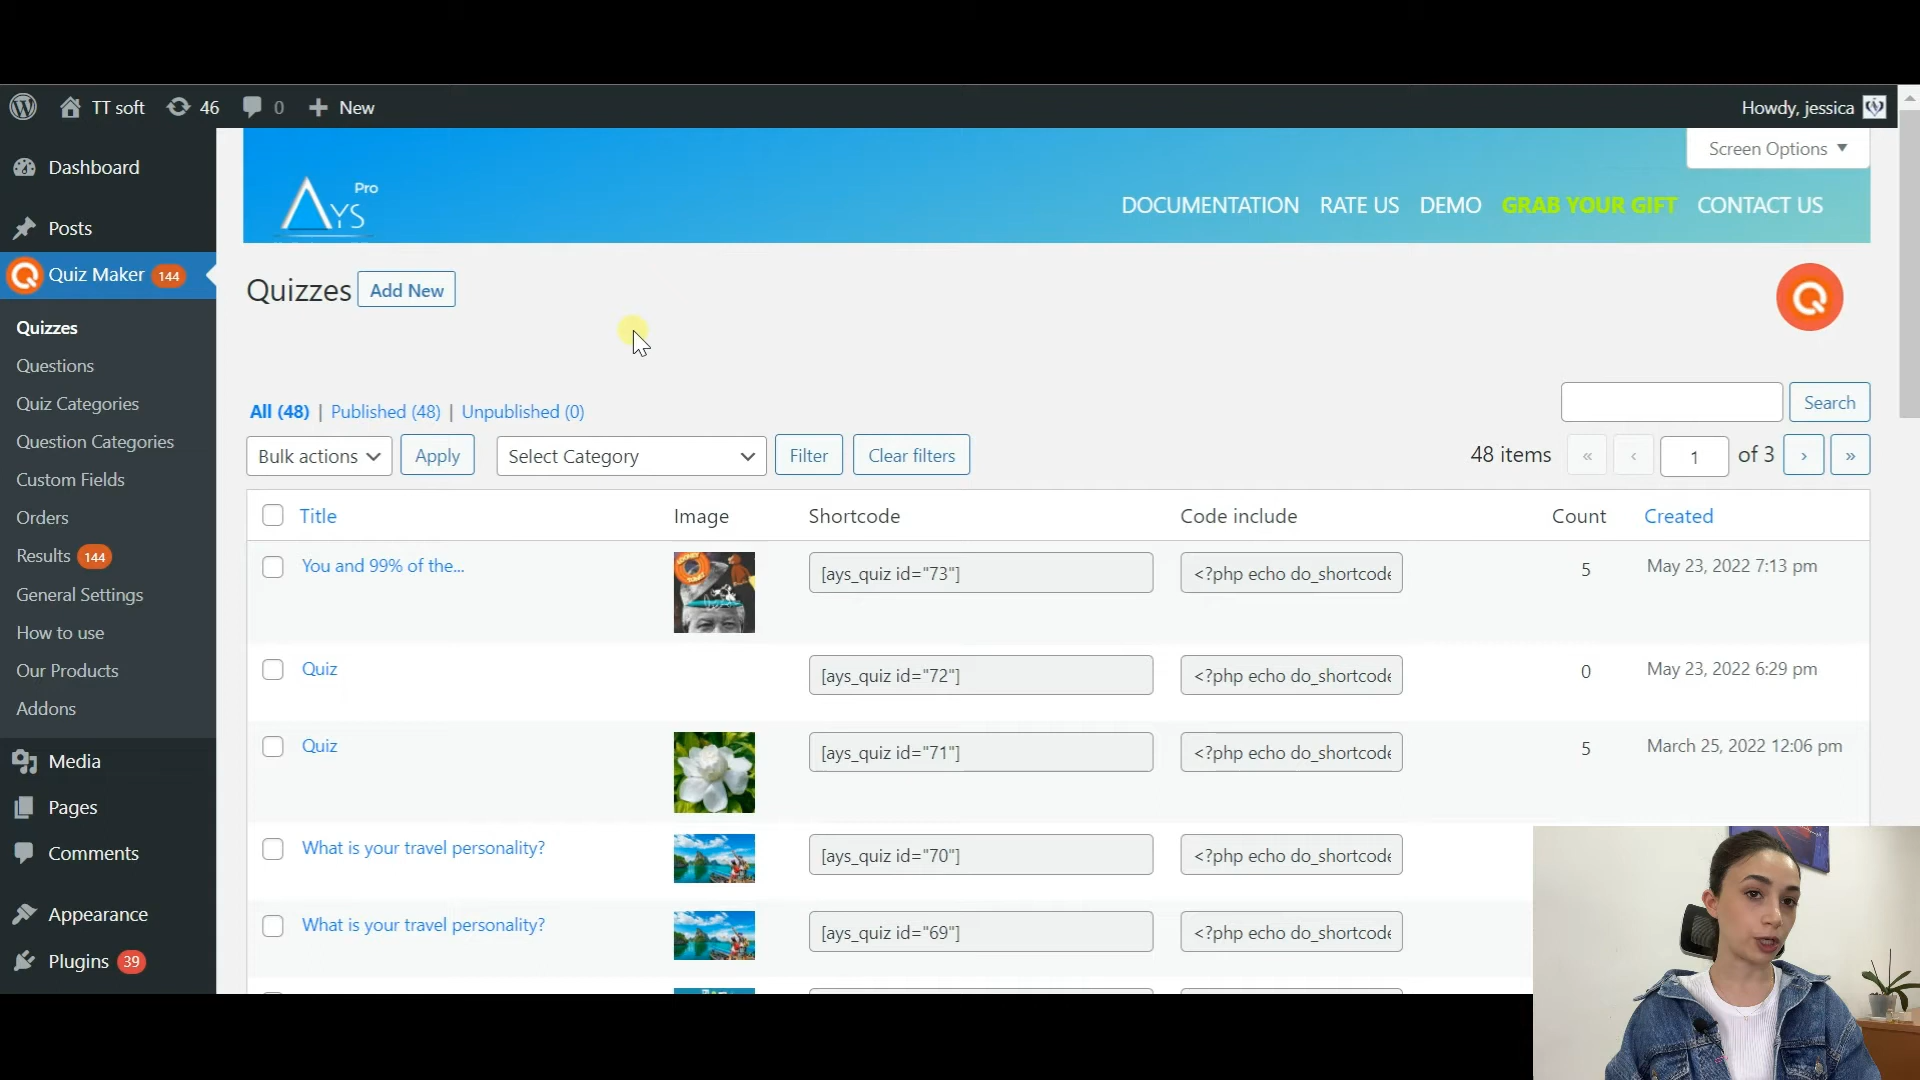 TT soft 46 0 New Howdy, jessica
Dashboard
Posts
Quiz Maker 144
Quizzes
Questions
Quiz Categories
Question Categories
Custom Fields
Orders
Results 144
General Settings
How to use
Our Products
Addons
Media
Pages
Comments
Appearance
Plugins 39
Screen Options
AYS Pro
DOCUMENTATION RATE US DEMO GRAB YOUR GIFT CONTACT US
Quizzes Add New
All (48) | Published (48) | Unpublished (0)
Search
Bulk actions Apply Select Category Filter Clear filters 48 items « ‹ 1 of 3 › »
Title Image Shortcode Code include Count Created
You and 99% of the... [ays_quiz id="73"] <?php echo do_shortcode 5 May 23, 2022 7:13 pm
Quiz [ays_quiz id="72"] <?php echo do_shortcode 0 May 23, 2022 6:29 pm
Quiz [ays_quiz id="71"] <?php echo do_shortcode 5 March 25, 2022 12:06 pm
What is your travel personality? [ays_quiz id="70"] <?php echo do_shortcode
What is your travel personality? [ays_quiz id="69"] <?php echo do_shortcode